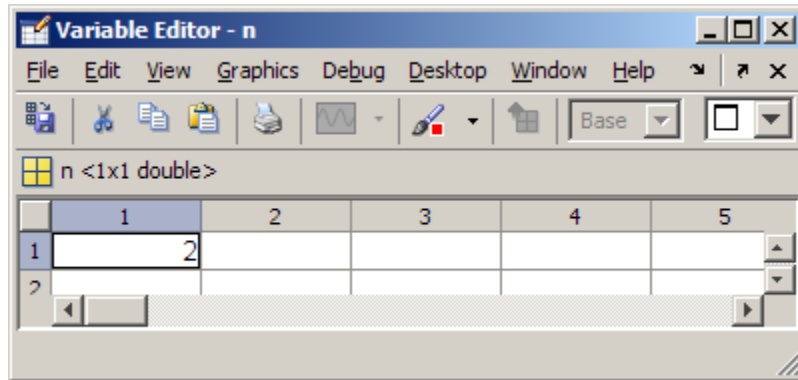 Variable Editor - n
File Edit View Graphics Debug Desktop Window Help
Base
n <1x1 double>
1 2 3 4 5
1 2
2